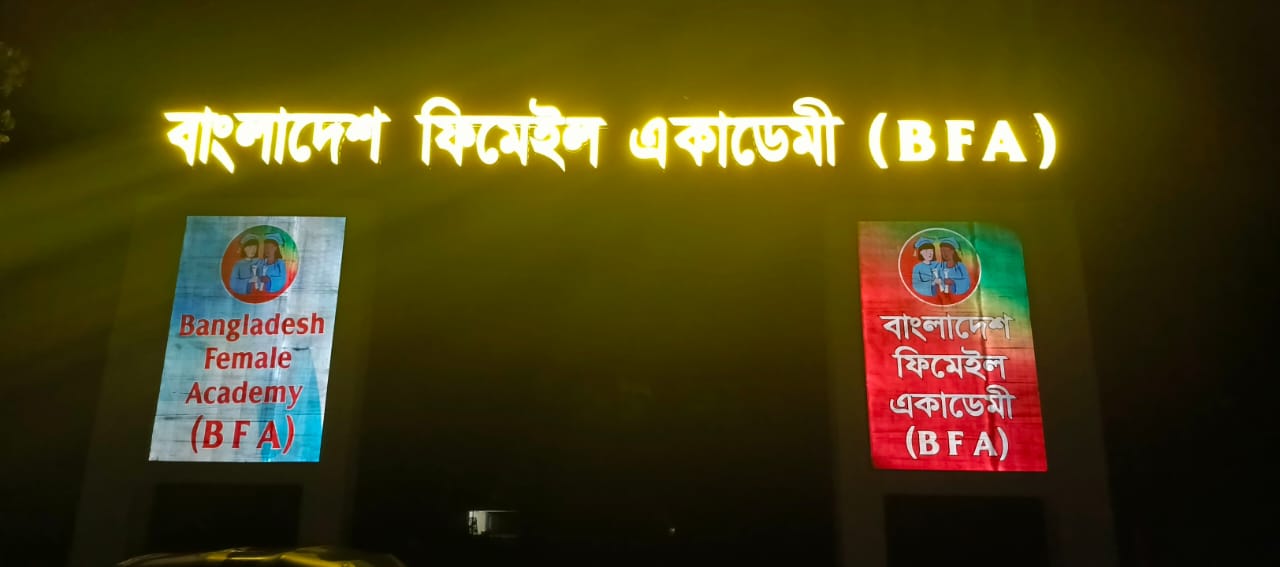 বাংলাদেশ ফিমেইল একাডেমী (BFA)
Bangladesh
Female
Academy
(BFA)
বাংলাদেশ
ফিমেইল
একাডেমী
(BFA)